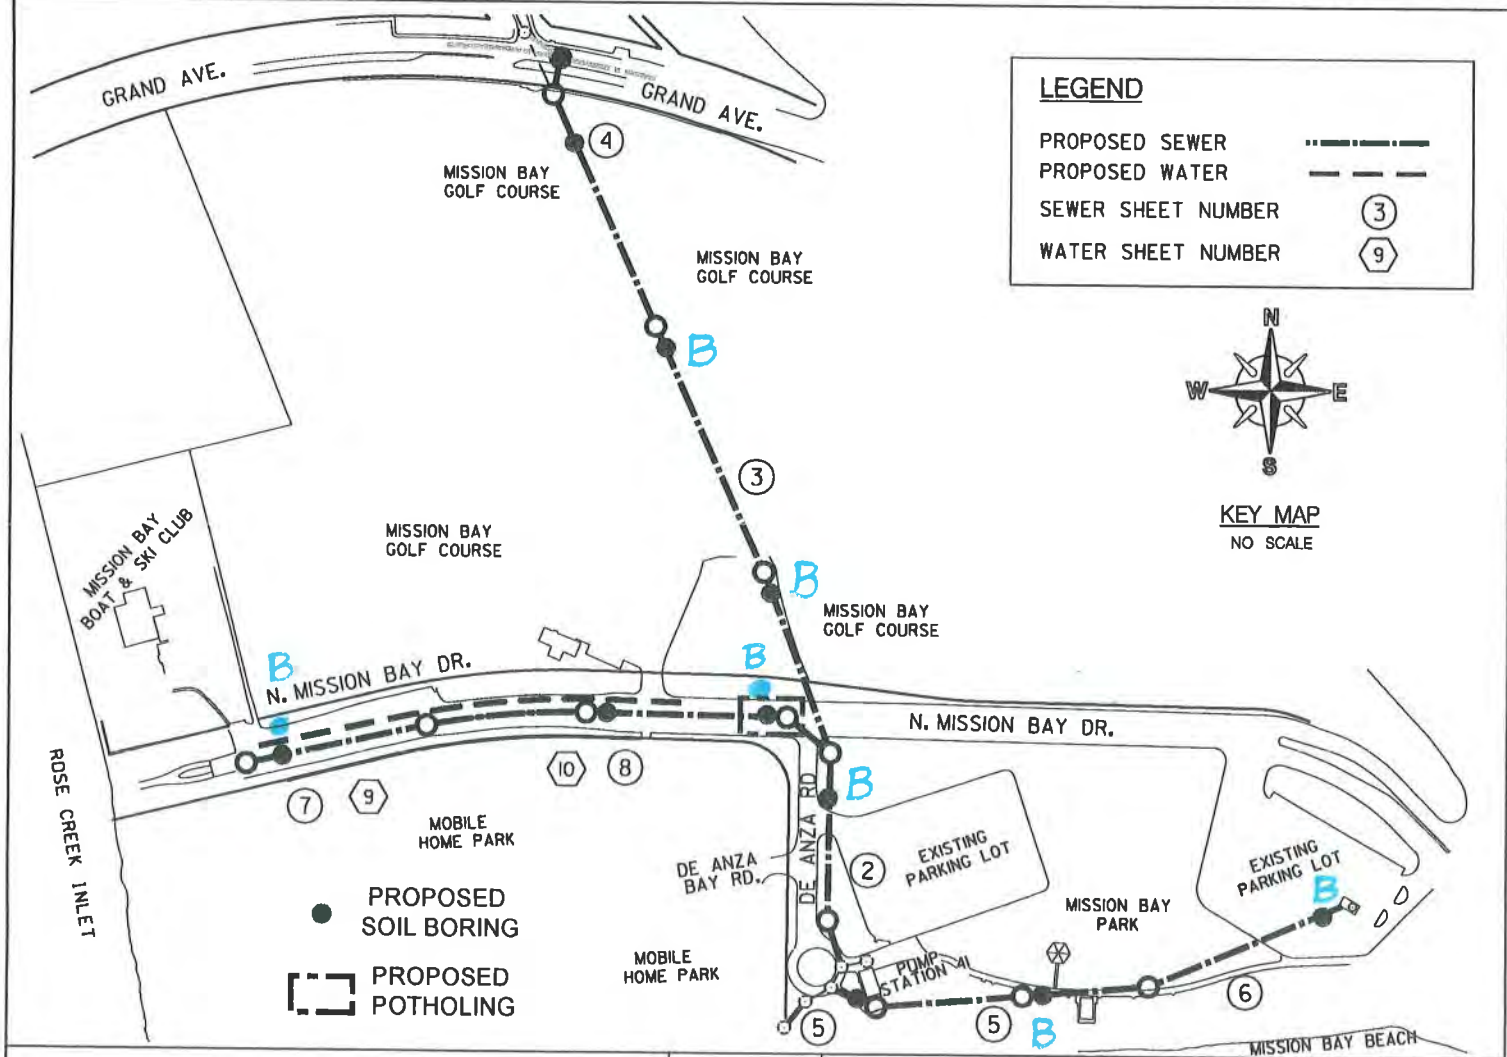 GRAND AVE.
GRAND AVE.
4
MISSION BAY
GOLF COURSE
MISSION BAY
GOLF COURSE
LEGEND
PROPOSED SEWER
PROPOSED WATER
SEWER SHEET NUMBER 3
WATER SHEET NUMBER 9
N
W E
S
KEY MAP
NO SCALE
B
3
MISSION BAY
GOLF COURSE
MISSION BAY
BOAT & SKI CLUB
B
MISSION BAY
GOLF COURSE
B
N. MISSION BAY DR.
B
N. MISSION BAY DR.
ROSE CREEK INLET
7
9
10
8
B
DE ANZA RD
MOBILE
HOME PARK
DE ANZA
BAY RD.
2
EXISTING
PARKING LOT
EXISTING
PARKING LOT
B
MISSION BAY
PARK
PROPOSED
SOIL BORING
PROPOSED
POTHOLING
MOBILE
HOME PARK
PUMP
STATION 41
5
5
B
6
MISSION BAY BEACH